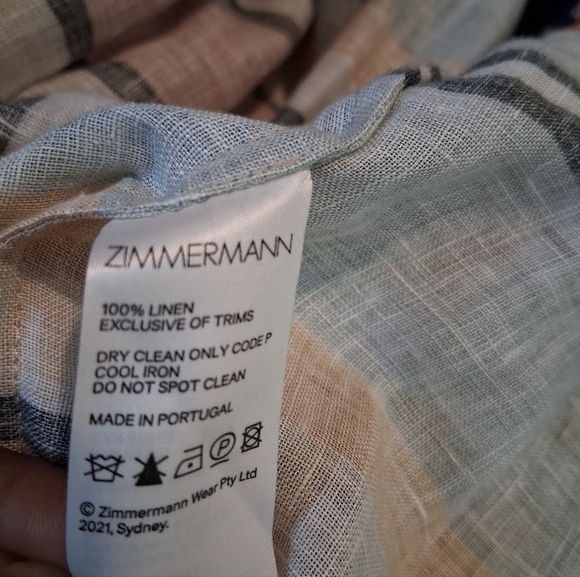 ZIMMERMANN
100% LINEN
EXCLUSIVE OF TRIMS
DRY CLEAN ONLY CODE P
COOL IRON
DO NOT SPOT CLEAN
MADE IN PORTUGAL
P
© Zimmermann Wear Pty Ltd
2021, Sydney.